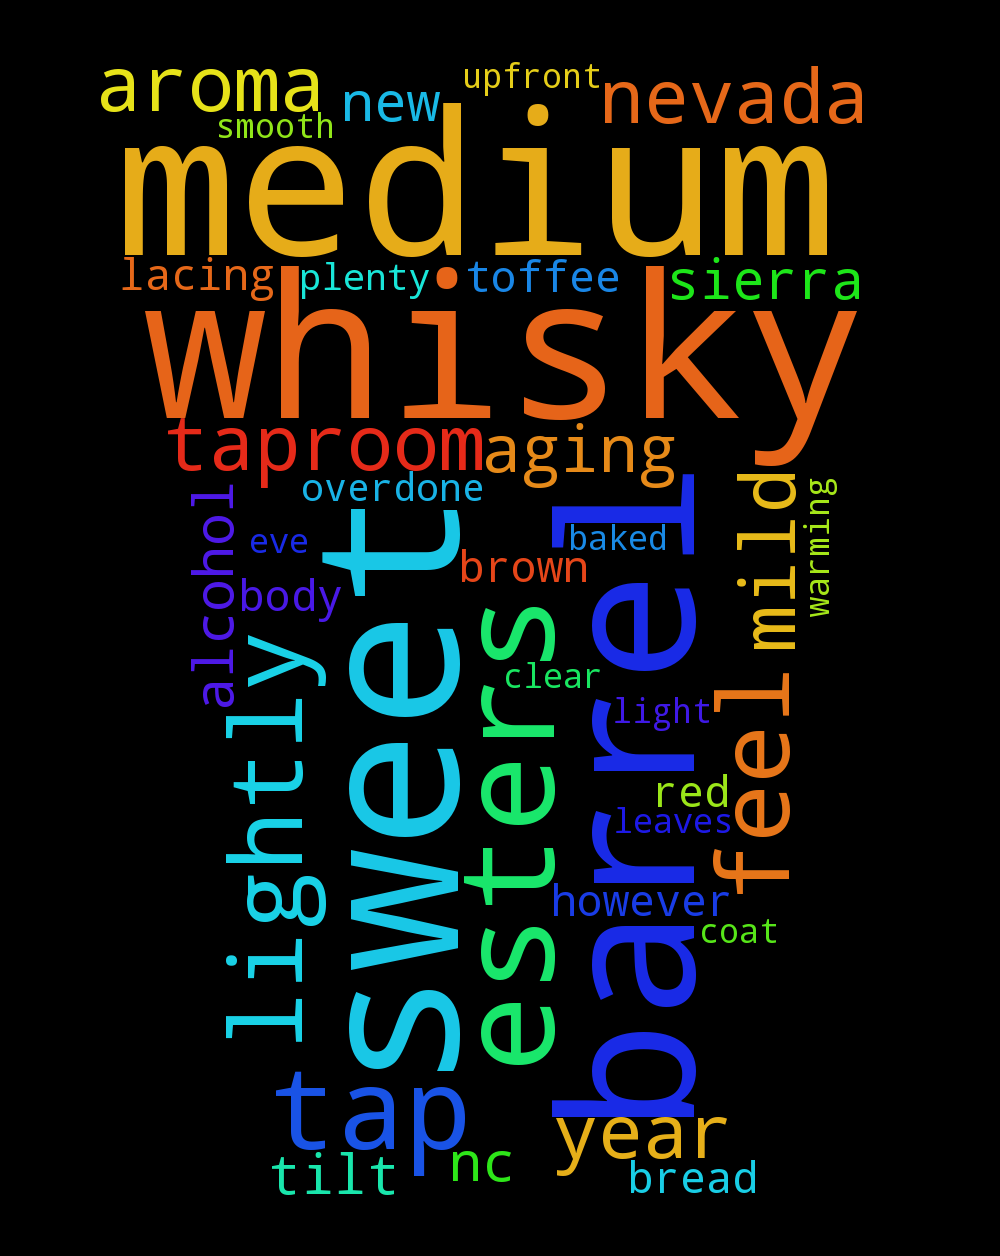 aroma
new
upfront
nevada
smooth
medium
lacing
plenty
toffee
sierra
whisky
taproom
aging
overdone
alcohol
eve
body
sweet
brown
baked
barrel
mild
warming
lightly
esters
clear
light
feel
red
leaves
however
coat
tap
year
tilt
nc
bread